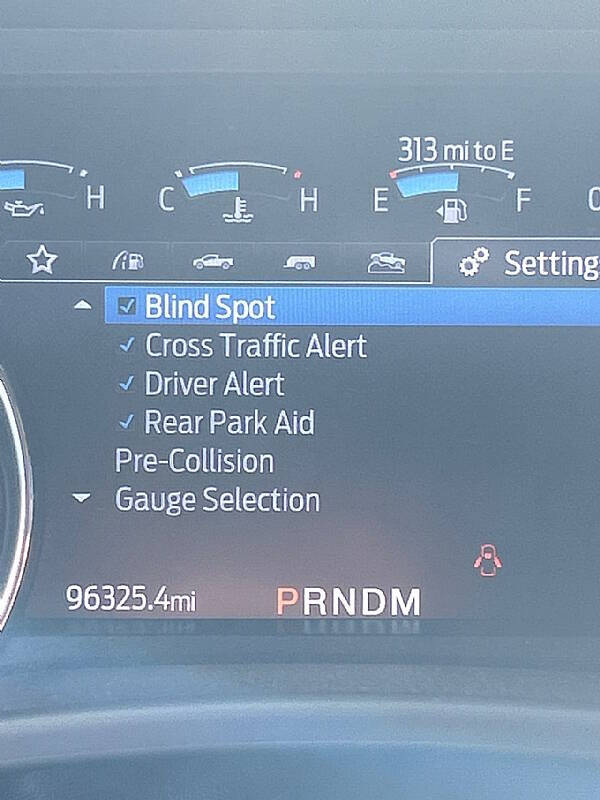 313 mi to E
H C H E F
Setting
Blind Spot
Cross Traffic Alert
Driver Alert
Rear Park Aid
Pre-Collision
Gauge Selection
96325.4mi PRNDM